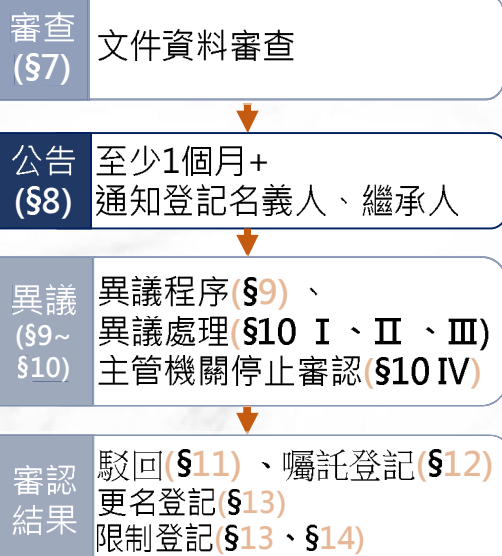 審查
(§7)
文件資料審查
公告
(§8)
至少1個月+
通知登記名義人、繼承人
異議
(§9~
§10)
異議程序(§9)、
異議處理(§10 Ⅰ、Ⅱ、Ⅲ)
主管機關停止審認(§10 IV)
審認
結果
駁回(§11)、囑託登記(§12)
更名登記(§13)
限制登記(§13、§14)